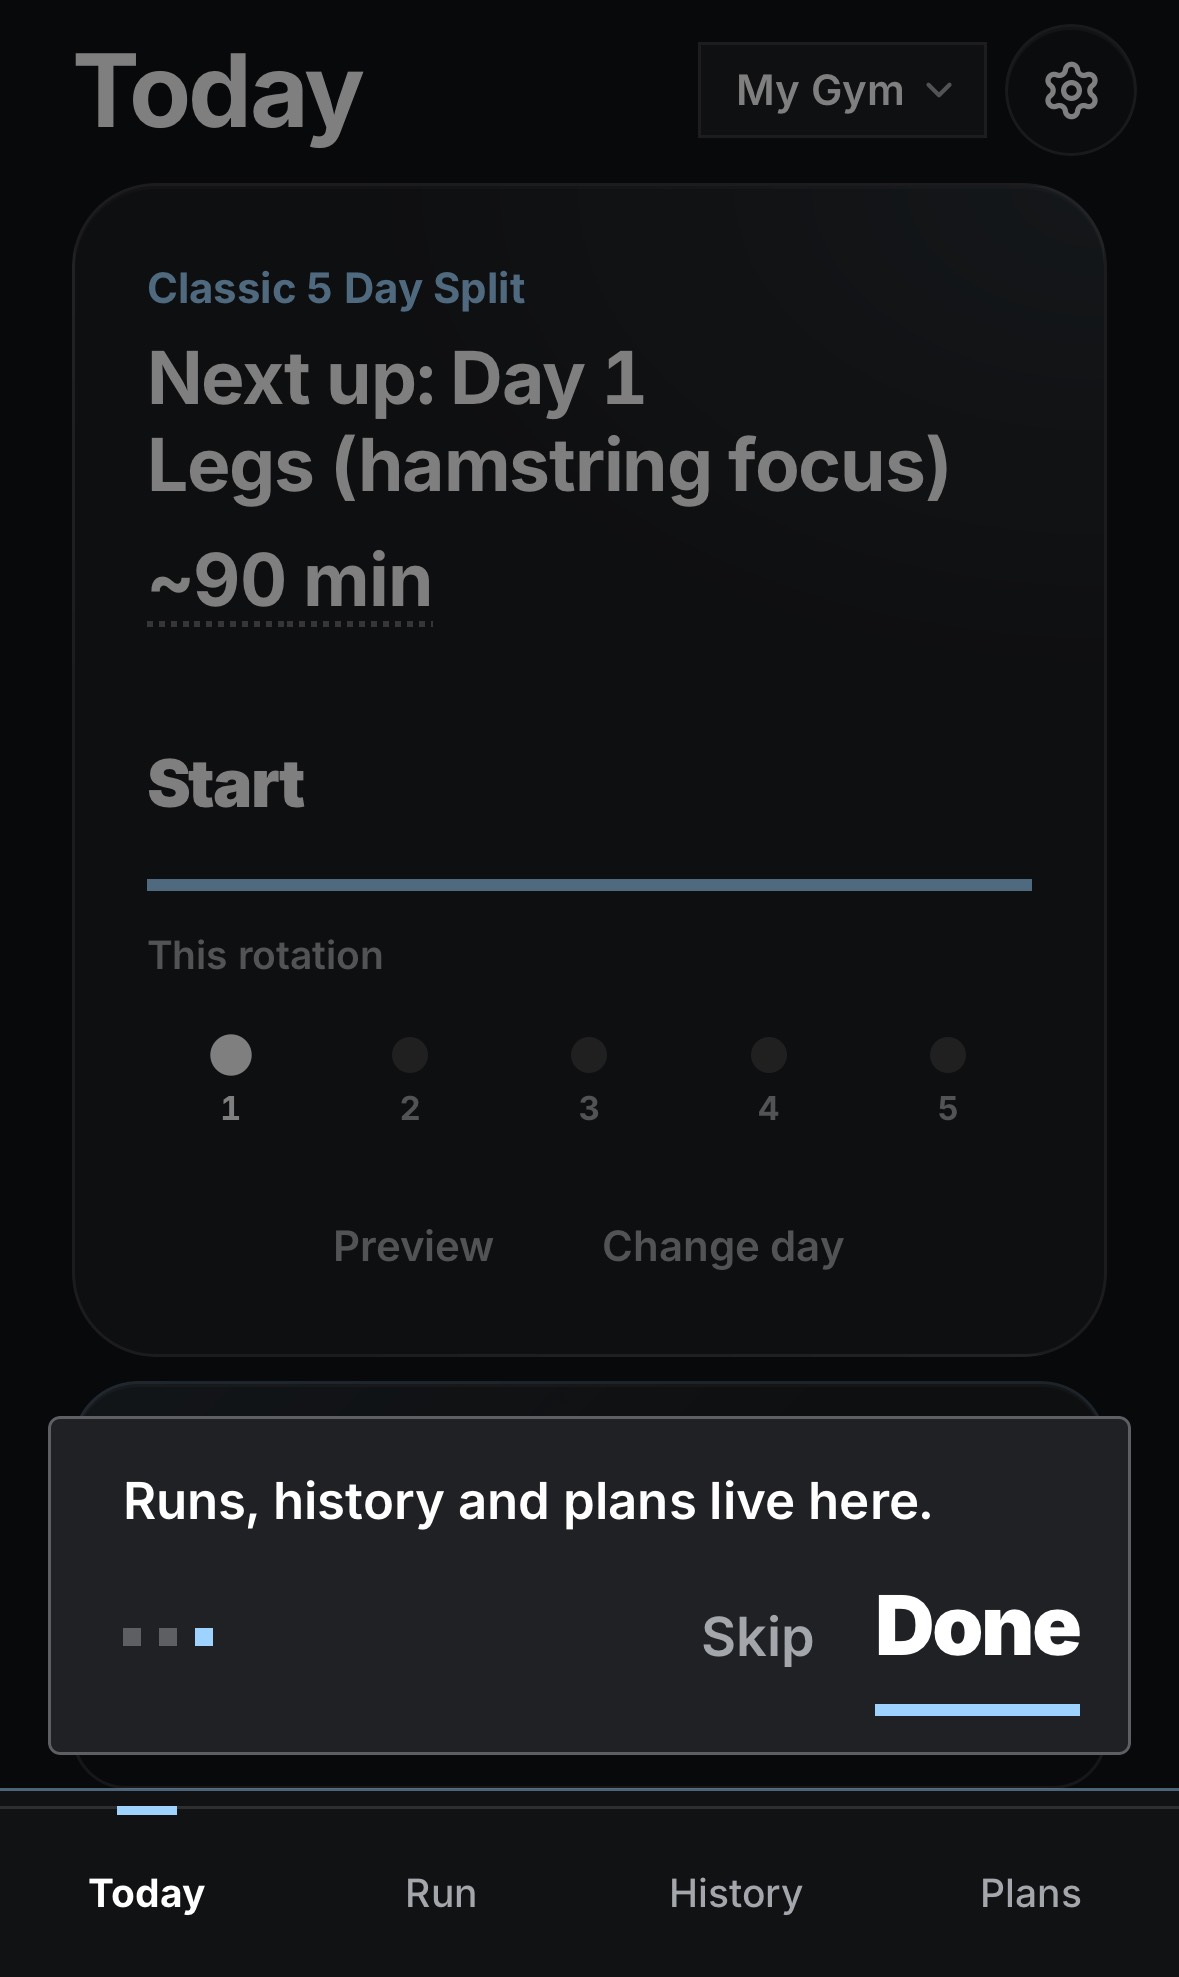 Today
My Gym
Classic 5 Day Split
Next up: Day 1
Legs (hamstring focus)
~90 min
Start
This rotation
1 2 3 4 5
Preview Change day
Runs, history and plans live here.
Skip Done
Today Run History Plans